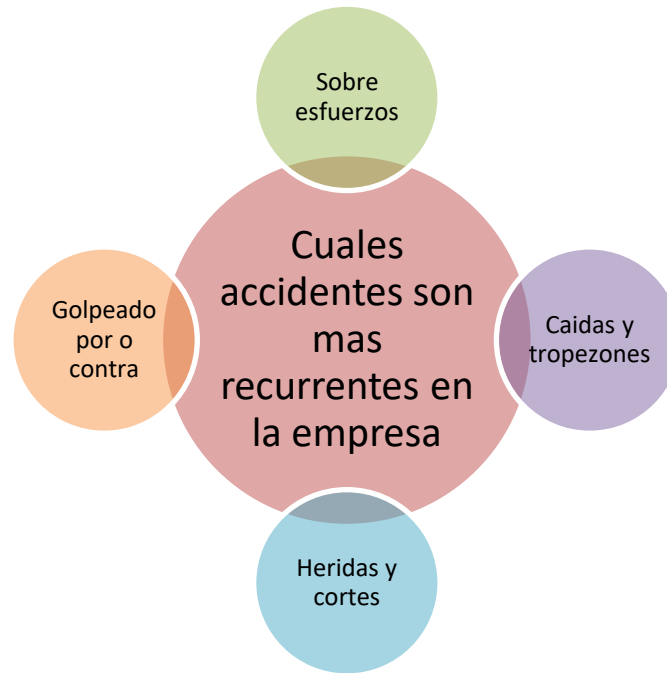 Sobre
esfuerzos
Cuales
accidentes son
mas
recurrentes en
la empresa
Golpeado
por o
contra
Caidas y
tropezones
Heridas y
cortes